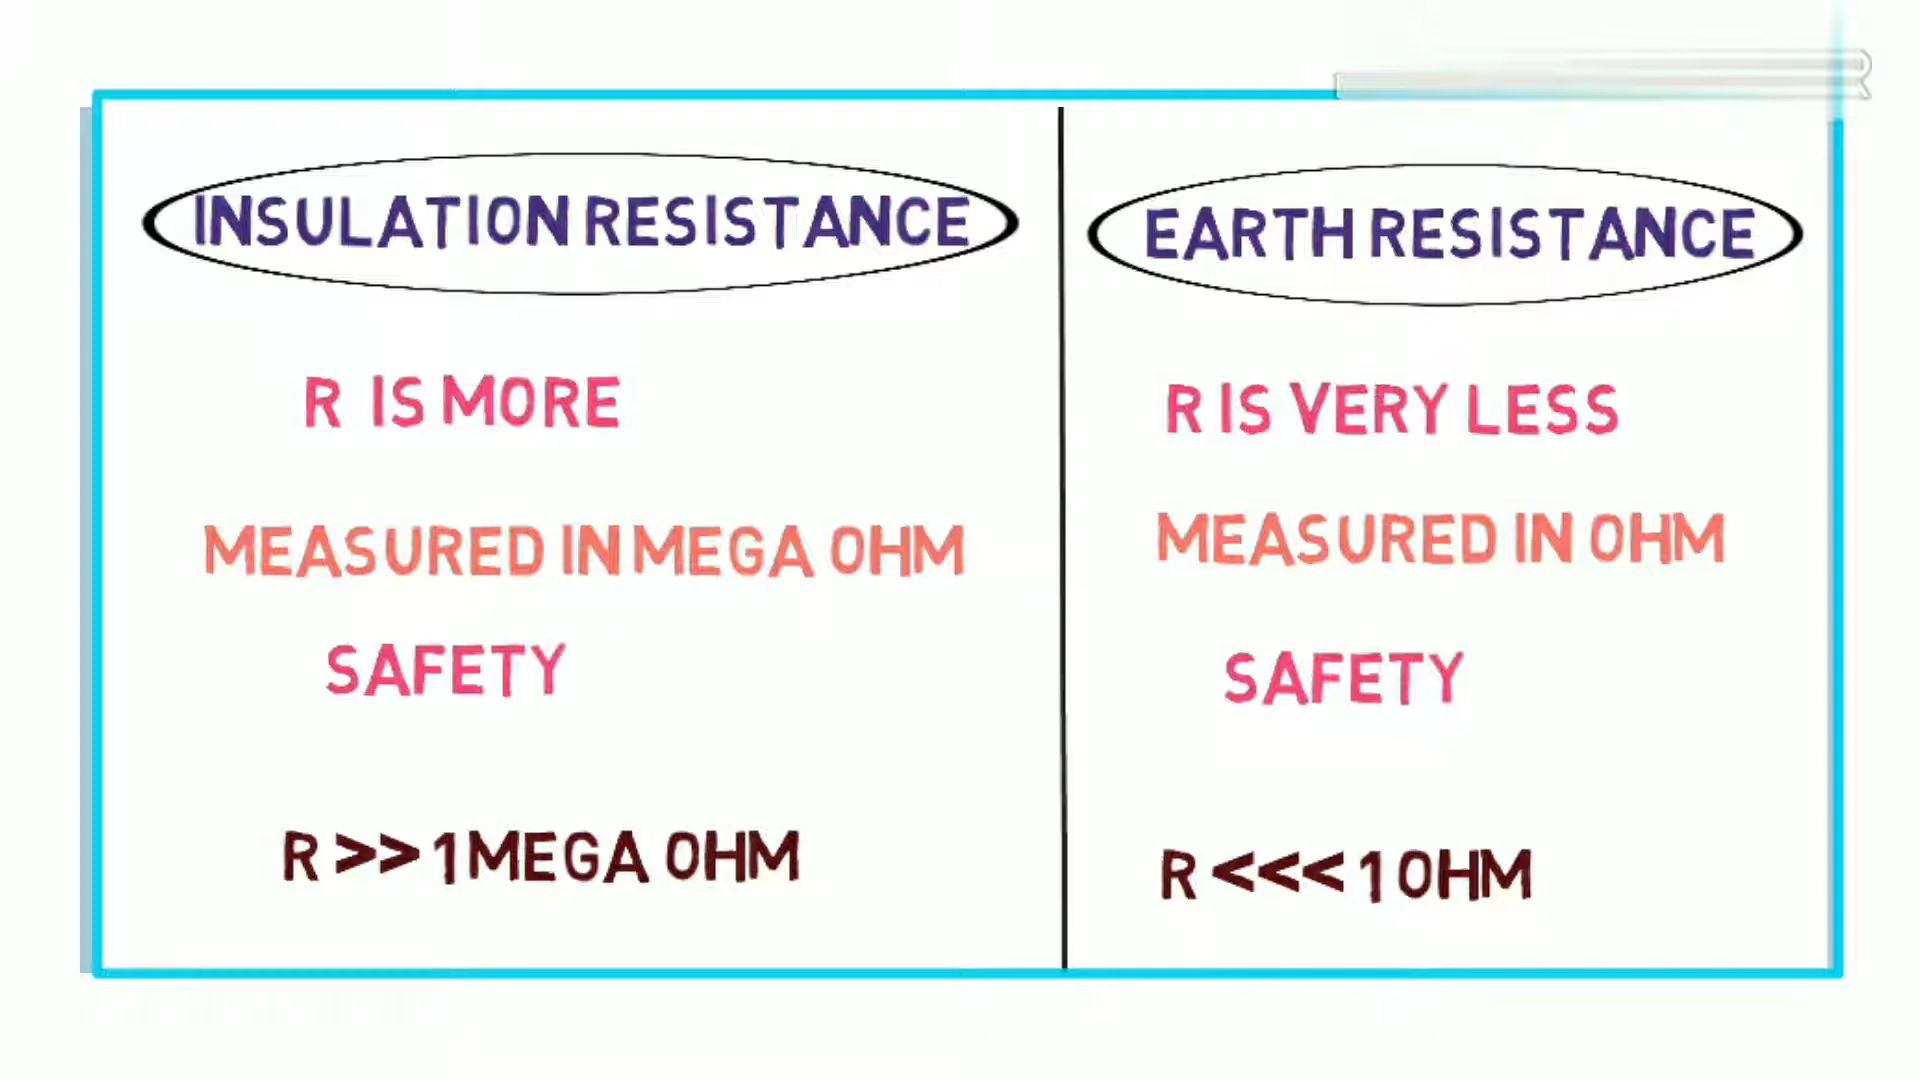 INSULATION RESISTANCE
R IS MORE
MEASURED IN MEGA OHM
SAFETY
R >> 1 MEGA OHM
EARTH RESISTANCE
R IS VERY LESS
MEASURED IN OHM
SAFETY
R <<< 1 OHM